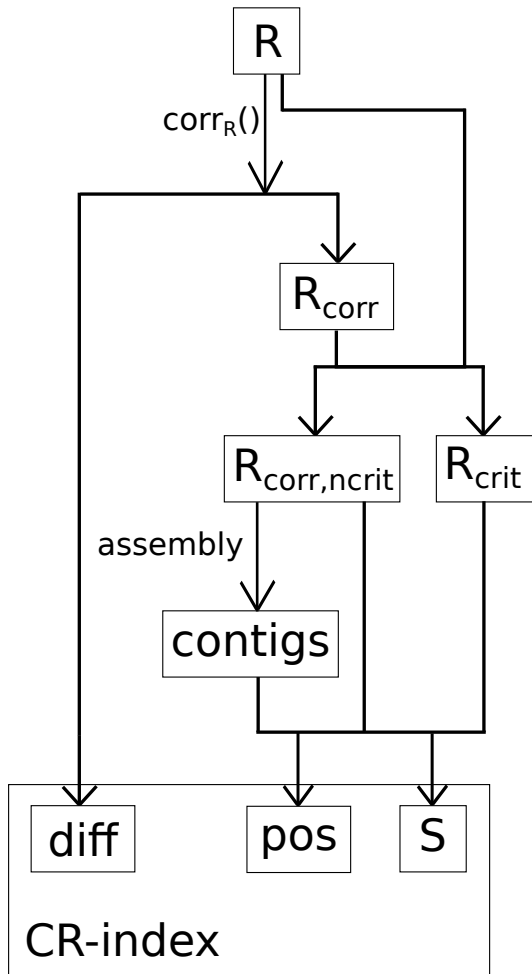 R
corr_R()
R_corr
R_corr,ncrit
R_crit
assembly
contigs
diff
pos
S
CR-index